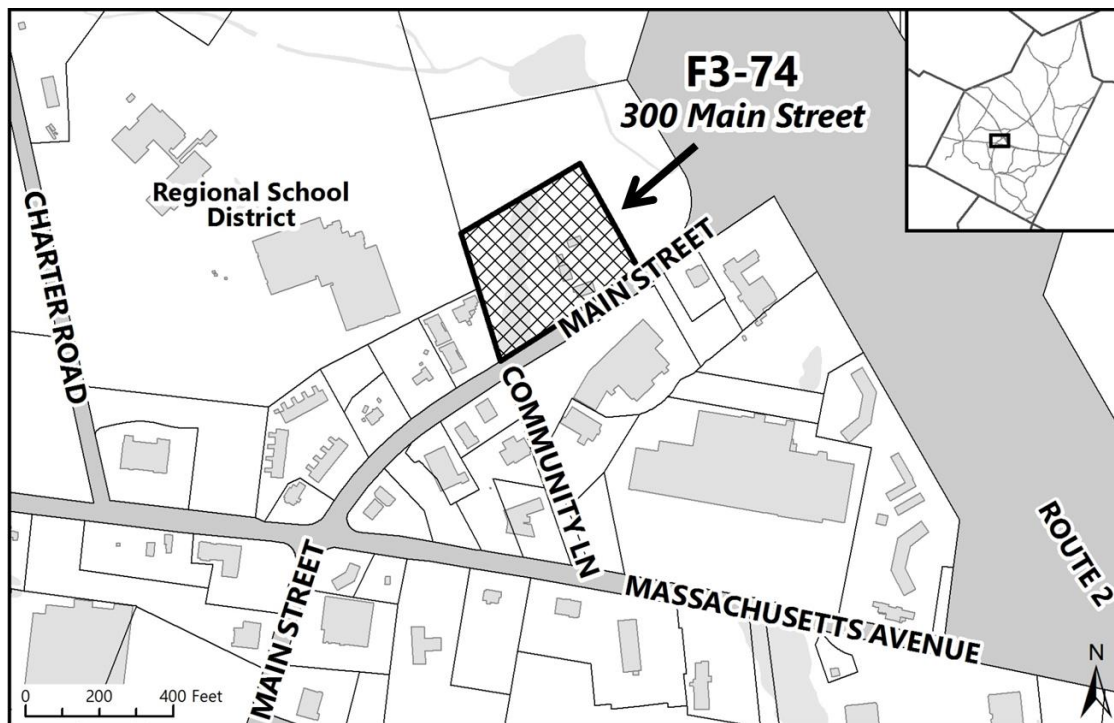 F3-74
300 Main Street
Regional School
District
CHARTER ROAD
MAIN STREET
COMMUNITY LN
MASSACHUSETTS AVENUE
MAIN STREET
ROUTE 2
0 200 400 Feet
N